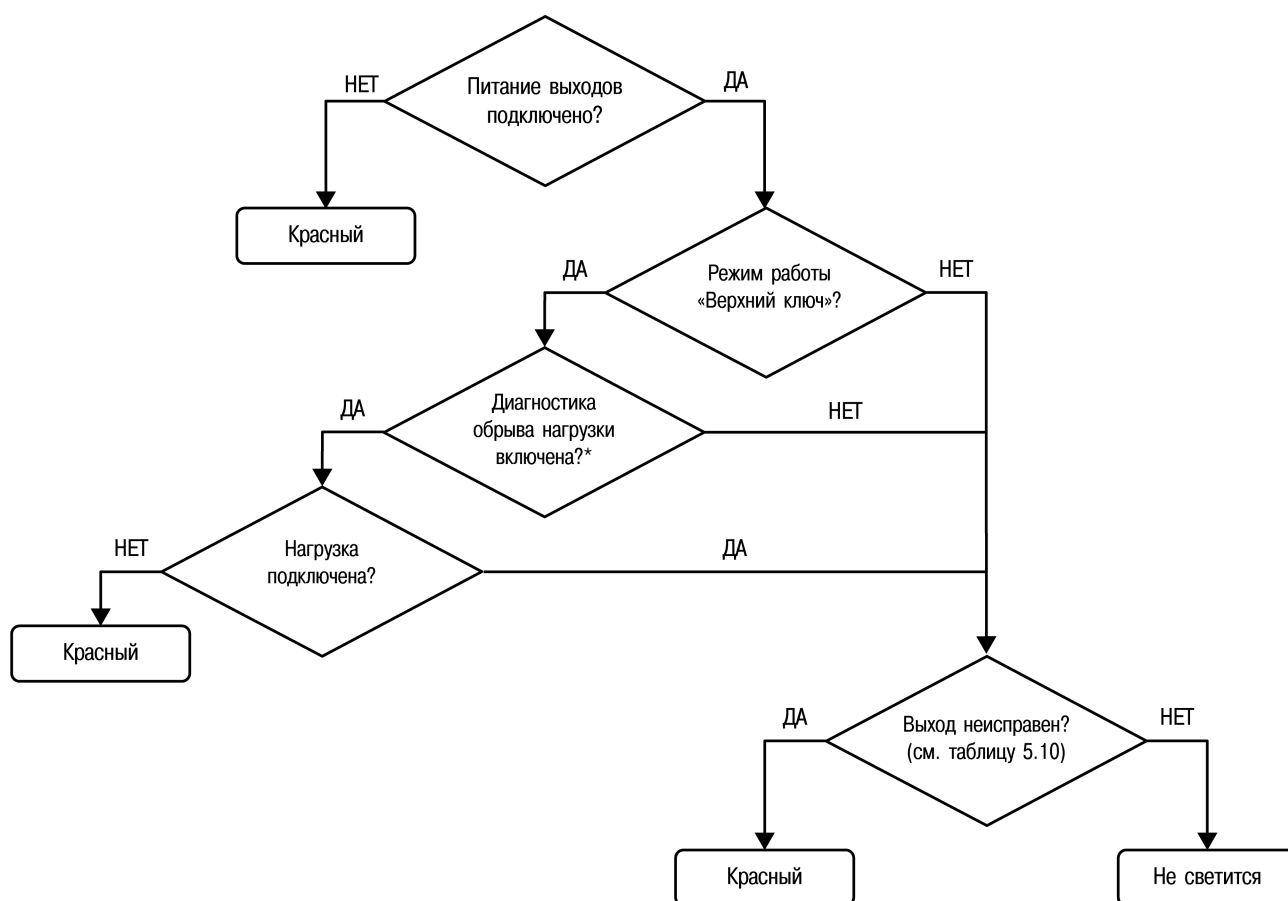 НЕТ
Питание выходов
подключено?
ДА
Красный
ДА
Режим работы
«Верхний ключ»?
НЕТ
ДА
Диагностика
обрыва нагрузки
включена?*
НЕТ
НЕТ
Нагрузка
подключена?
ДА
Красный
ДА
Выход неисправен?
(см. таблицу 5.10)
НЕТ
Красный
Не светится